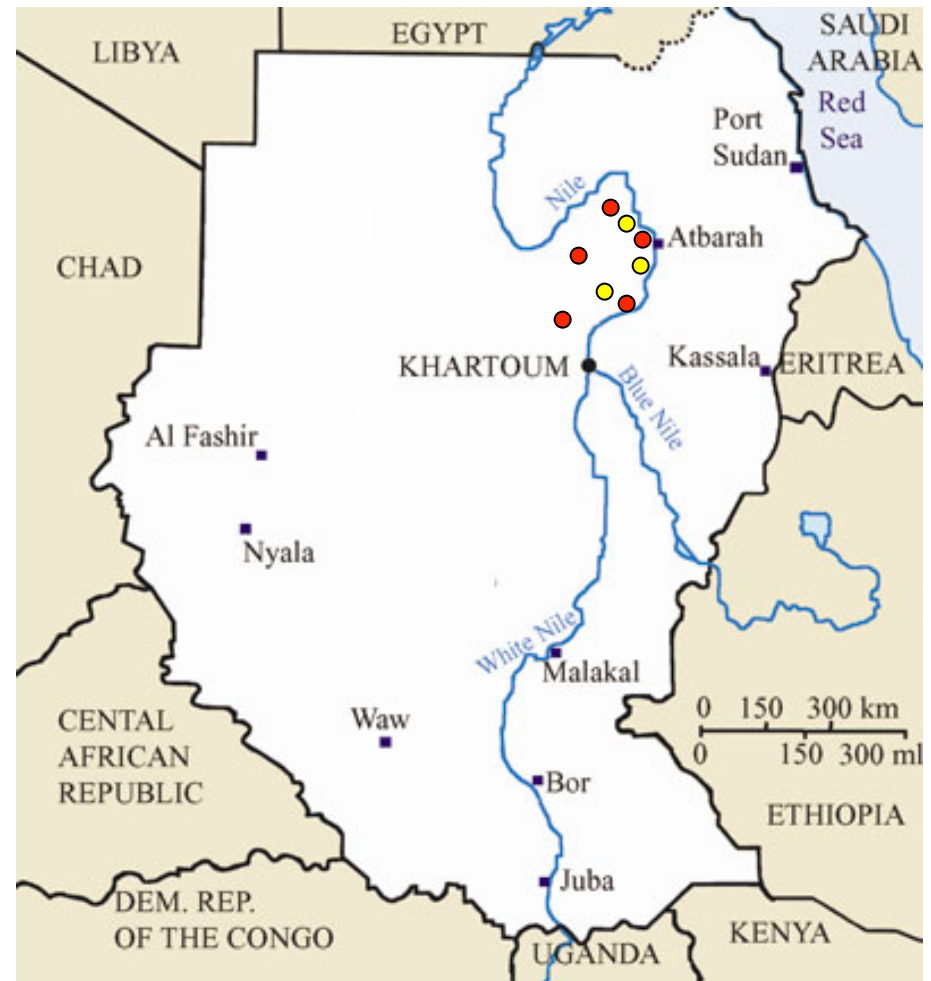 LIBYA
EGYPT
SAUDI
ARABIA
Red
Sea
Port
Sudan
Nile
Atbarah
CHAD
KHARTOUM
Kassala
ERITREA
Blue Nile
Al Fashir
Nyala
White Nile
Malakal
0 150 300 km
0 150 300 ml
Waw
CENTAL
AFRICAN
REPUBLIC
Bor
ETHIOPIA
Juba
DEM. REP.
OF THE CONGO
UGANDA
KENYA